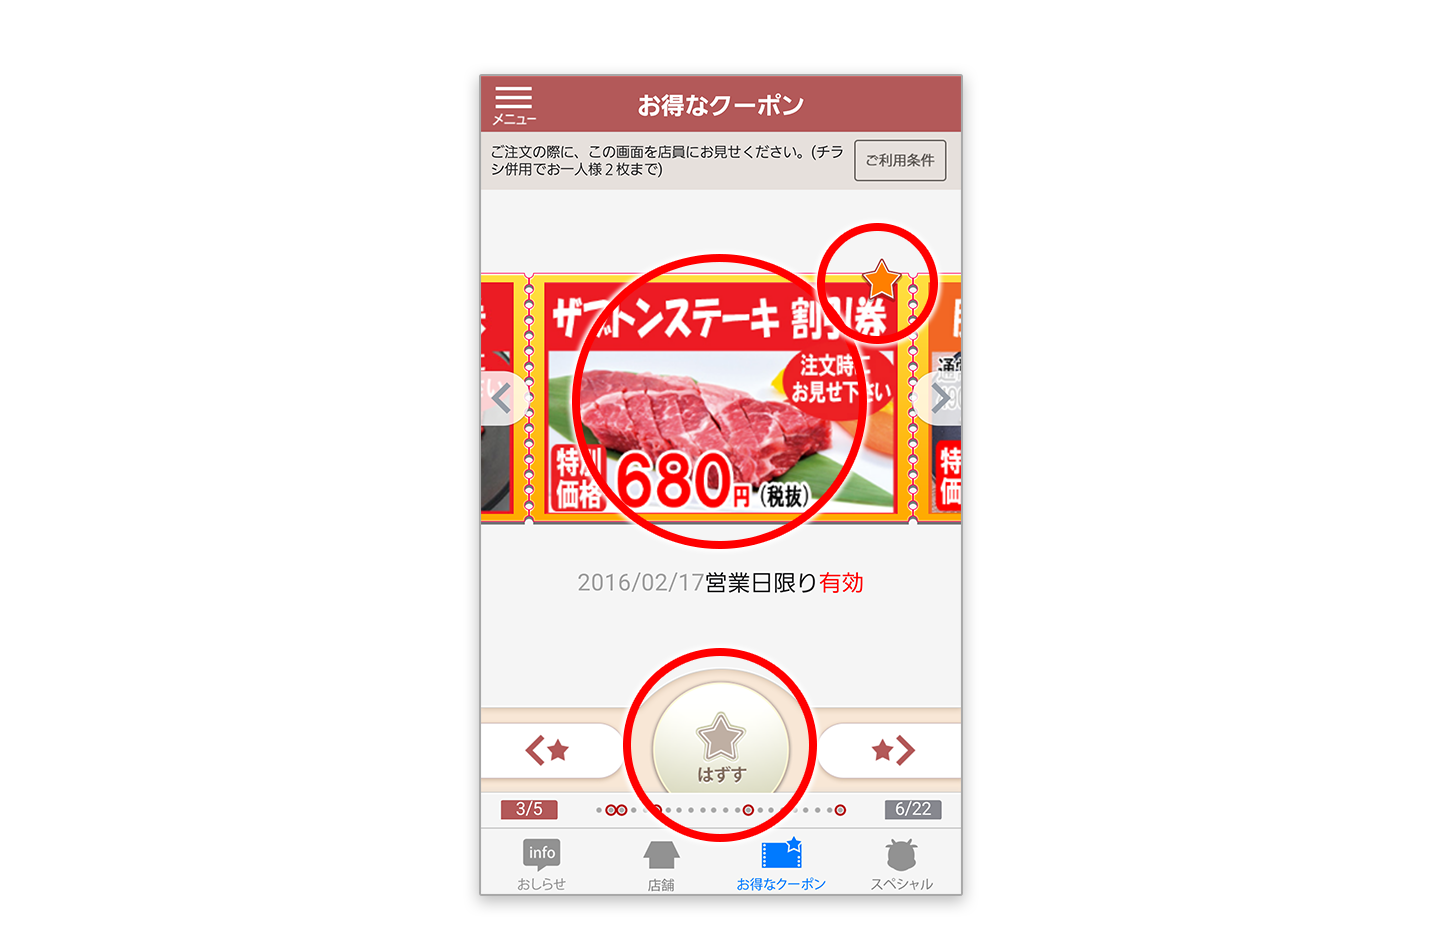 メニュー
お得なクーポン
ご注文の際に、この画面を店員にお見せください。(チラ
シ併用でお一人様２枚まで)
ご利用条件
ザブトンステーキ 割引券
注文時に
お見せ下さい
特別
価格
680円(税抜)
通常
特
価
2016/02/17営業日限り有効
はずす
3/5
6/22
info
おしらせ
店舗
お得なクーポン
スペシャル